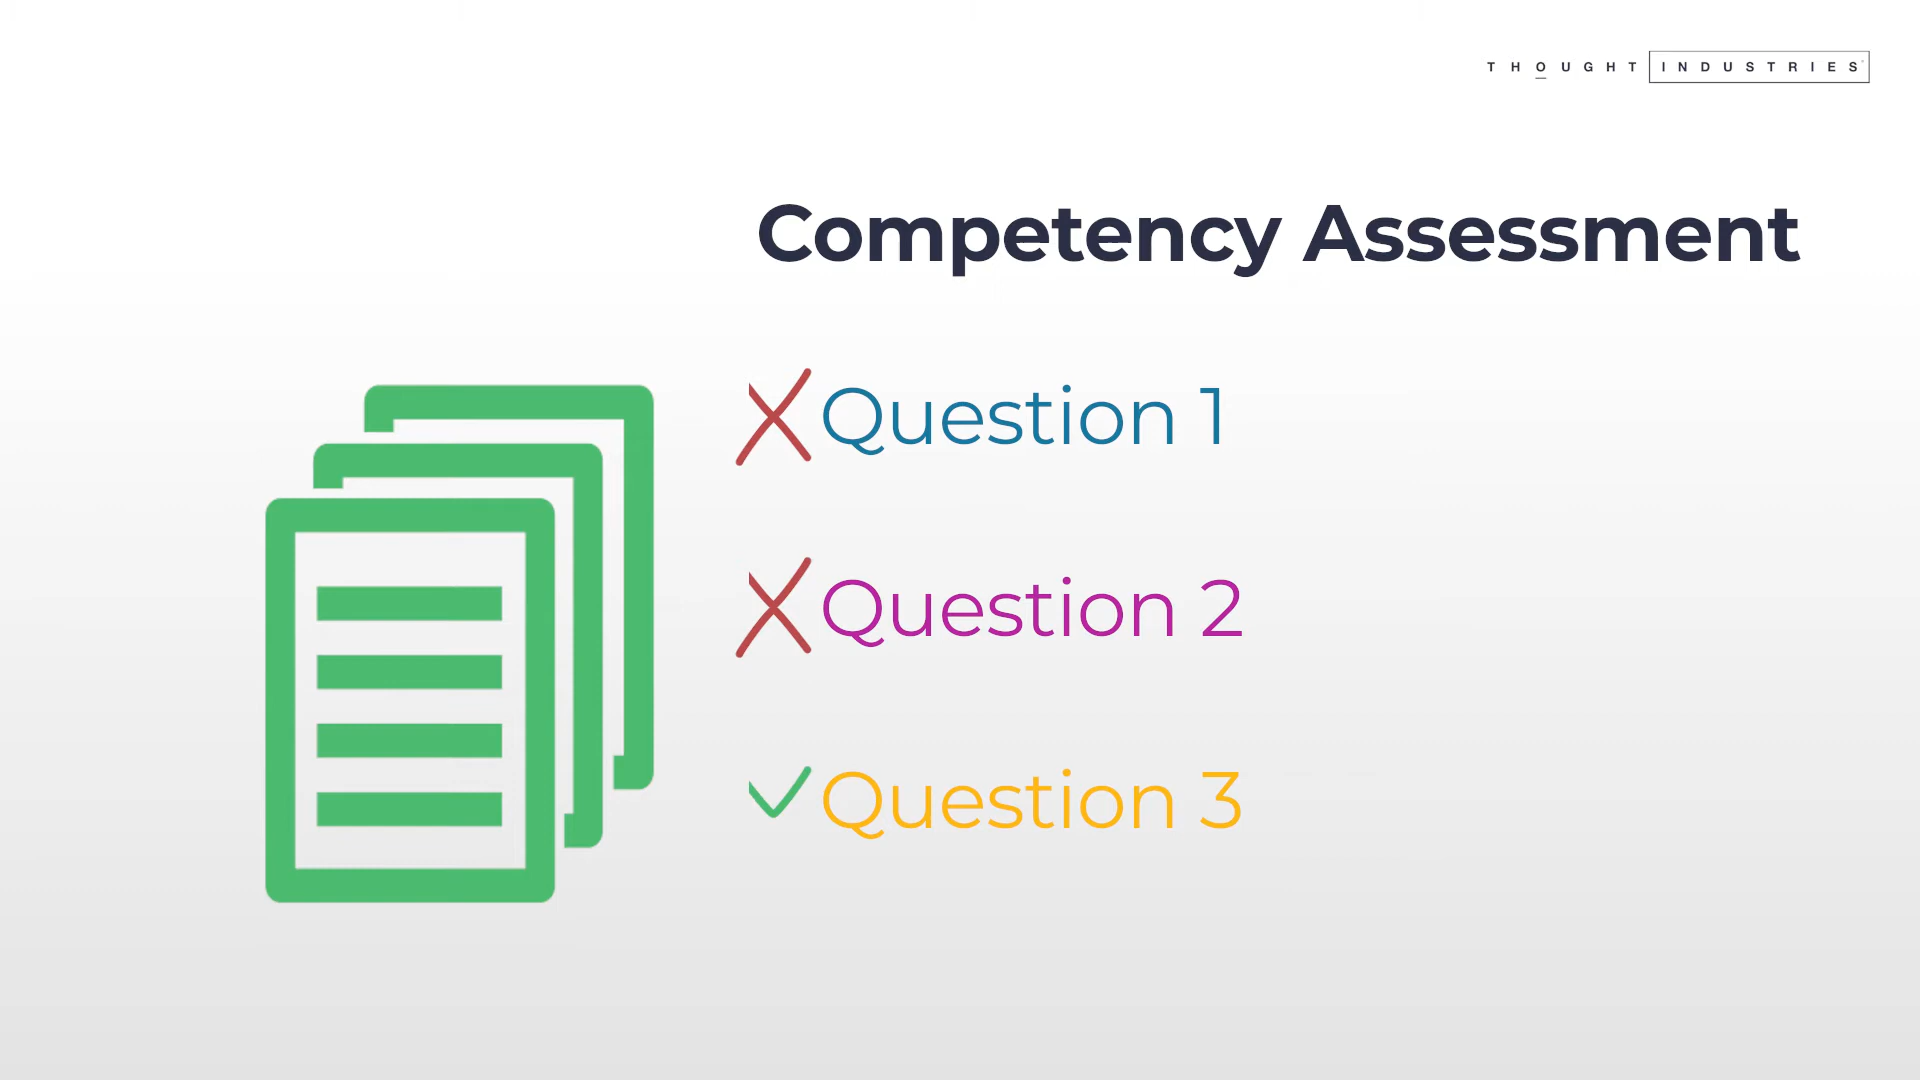 THOUGHT INDUSTRIES
Competency Assessment
Question 1
Question 2
Question 3